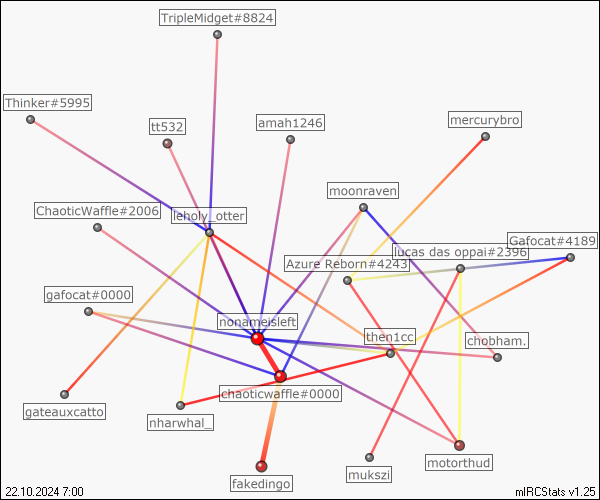 TripleMidget#8824
Thinker#5995
tt532
amah1246
mercurybro
moonraven
ChaoticWaffle#2006
leholy_otter
Gafocat#4189
lucas das oppai#2396
Azure Reborn#4243
gafocat#0000
nonameisleft
then1cc
chobham.
chaoticwaffle#0000
gateauxcatto
nharwhal_
mukszi
motorthud
fakedingo
22.10.2024 7:00
mIRCStats v1.25